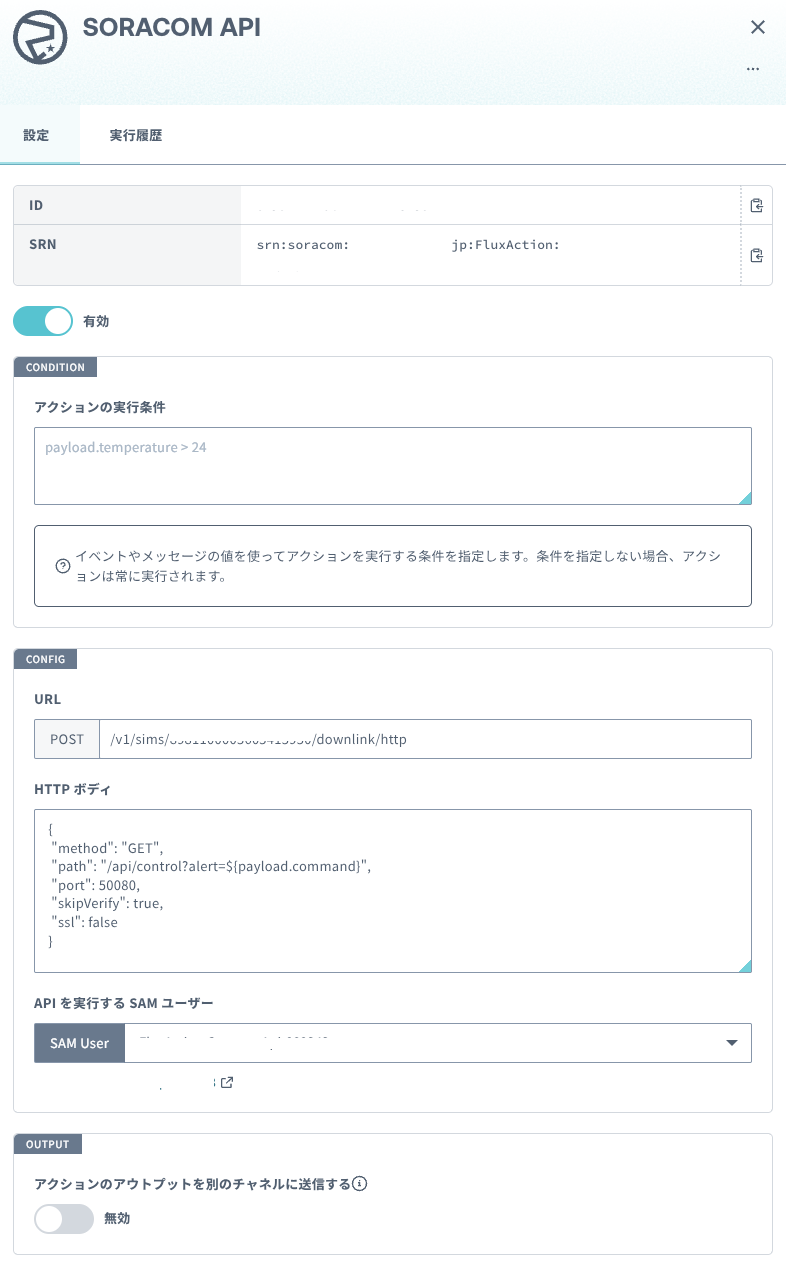 SORACOM API
設定
実行履歴
ID
SRN
srn:soracom: jp:FluxAction:
有効
CONDITION
アクションの実行条件
payload.temperature > 24
イベントやメッセージの値を使ってアクションを実行する条件を指定します。条件を指定しない場合、アクシ
ョンは常に実行されます。
CONFIG
URL
POST
/v1/sims/ /downlink/http
HTTP ボディ
{
"method": "GET",
"path": "/api/control?alert=${payload.command}",
"port": 50080,
"skipVerify": true,
"ssl": false
}
API を実行する SAM ユーザー
SAM User
OUTPUT
アクションのアウトプットを別のチャネルに送信する
無効